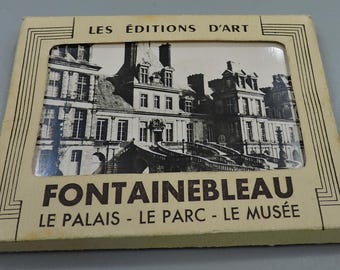 LES ÉDITIONS D'ART
FONTAINEBLEAU
LE PALAIS - LE PARC - LE MUSÉE